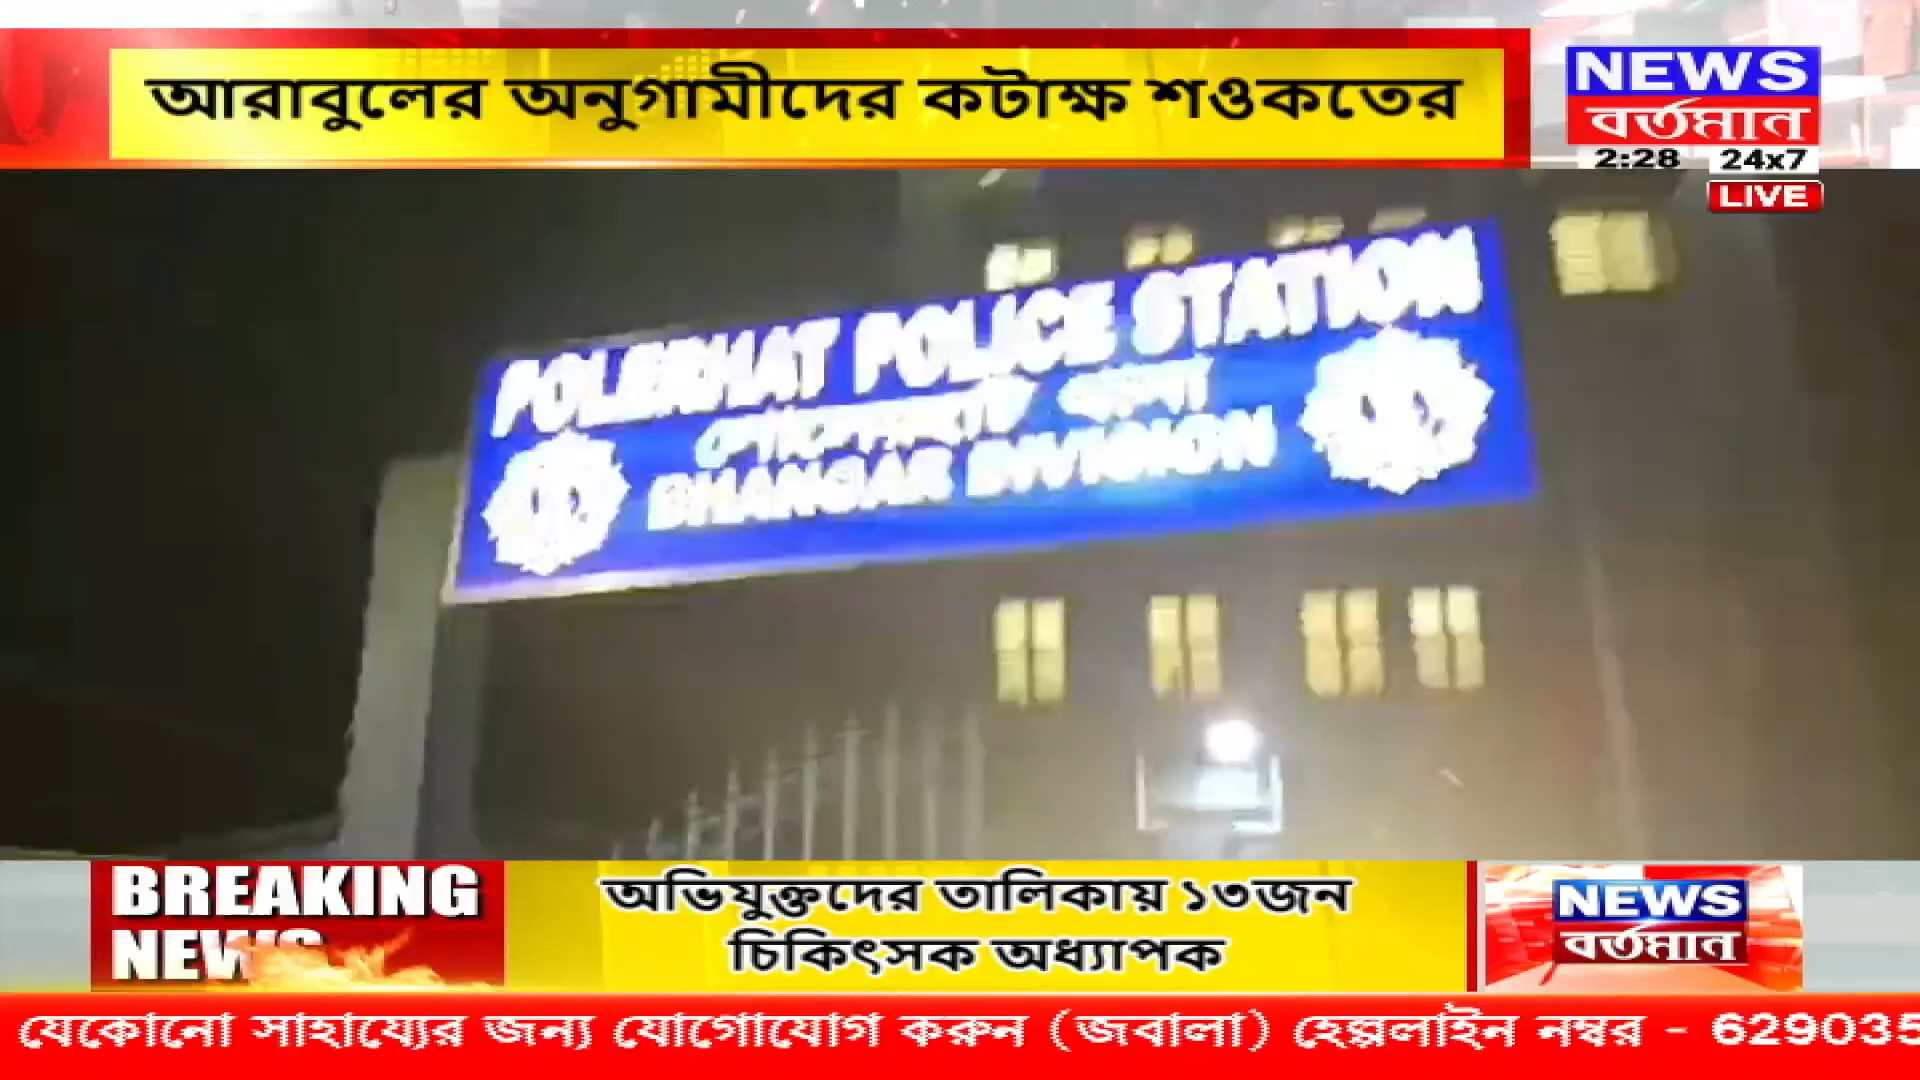 আরাবুলের অনুগামীদের কটাক্ষ শওকতের
NEWS
বর্তমান
2:28 24x7
LIVE
POLERHAT POLICE STATION
থানা
BHANGAR DIVISION
BREAKING
NEWS
অভিযুক্তদের তালিকায় ১৩জন
চিকিৎসক অধ্যাপক
NEWS
বর্তমান
যেকোনো সাহায্যের জন্য যোগোযোগ করুন (জবালা) হেল্পলাইন নম্বর - 629035